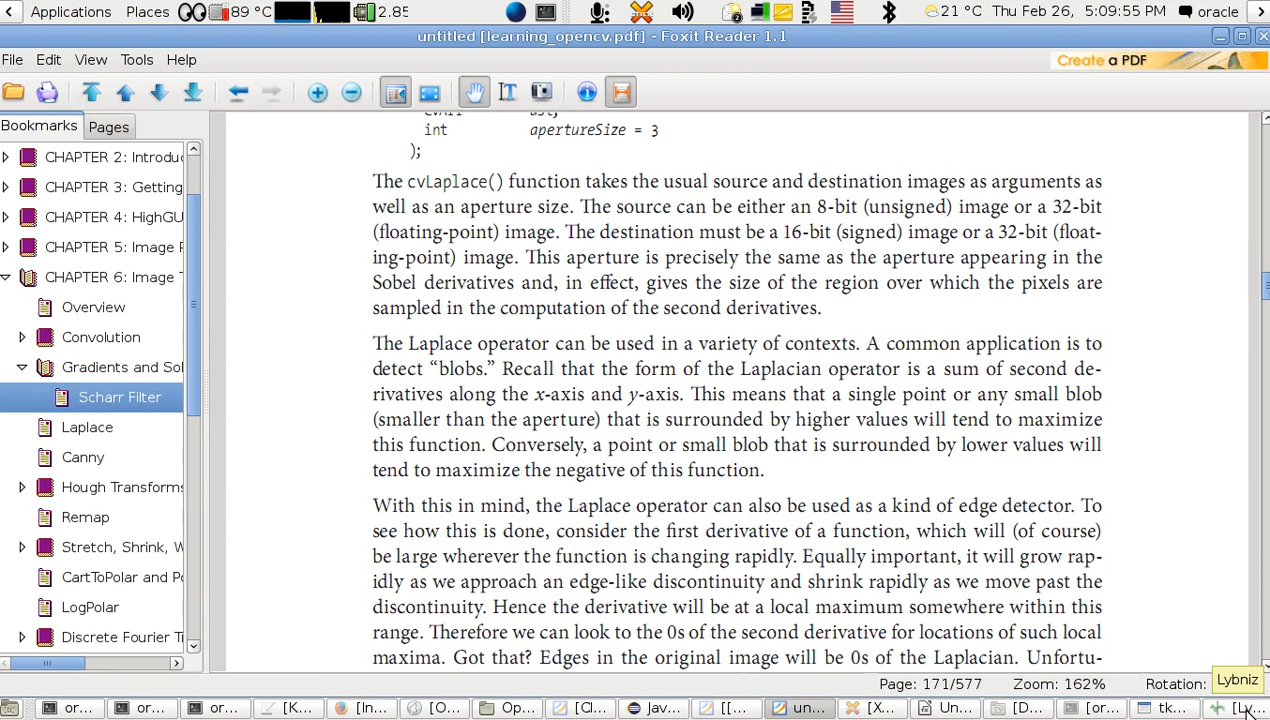 Applications Places 89 °C 2.85 21 °C Thu Feb 26, 5:09:55 PM oracle
untitled [learning_opencv.pdf] - Foxit Reader 1.1
File Edit View Tools Help
Create a PDF
Bookmarks Pages
CHAPTER 2: Introdu
CHAPTER 3: Getting
CHAPTER 4: HighGU
CHAPTER 5: Image F
CHAPTER 6: Image T
Overview
Convolution
Gradients and Sol
Scharr Filter
Laplace
Canny
Hough Transforms
Remap
Stretch, Shrink, W
CartToPolar and Po
LogPolar
Discrete Fourier Tr
int apertureSize = 3
);
The cvLaplace() function takes the usual source and destination images as arguments as
well as an aperture size. The source can be either an 8-bit (unsigned) image or a 32-bit
(floating-point) image. The destination must be a 16-bit (signed) image or a 32-bit (float-
ing-point) image. This aperture is precisely the same as the aperture appearing in the
Sobel derivatives and, in effect, gives the size of the region over which the pixels are
sampled in the computation of the second derivatives.
The Laplace operator can be used in a variety of contexts. A common application is to
detect “blobs.” Recall that the form of the Laplacian operator is a sum of second de-
rivatives along the x-axis and y-axis. This means that a single point or any small blob
(smaller than the aperture) that is surrounded by higher values will tend to maximize
this function. Conversely, a point or small blob that is surrounded by lower values will
tend to maximize the negative of this function.
With this in mind, the Laplace operator can also be used as a kind of edge detector. To
see how this is done, consider the first derivative of a function, which will (of course)
be large wherever the function is changing rapidly. Equally important, it will grow rap-
idly as we approach an edge-like discontinuity and shrink rapidly as we move past the
discontinuity. Hence the derivative will be at a local maximum somewhere within this
range. Therefore we can look to the 0s of the second derivative for locations of such local
maxima. Got that? Edges in the original image will be 0s of the Laplacian. Unfortu-
Lybniz
Page: 171/577 Zoom: 162% Rotation:
or... or... or... [K... [In... [O... Op... [Cl... Jav... [[... un... [X... Un... [D... [or... tk... [Ly...